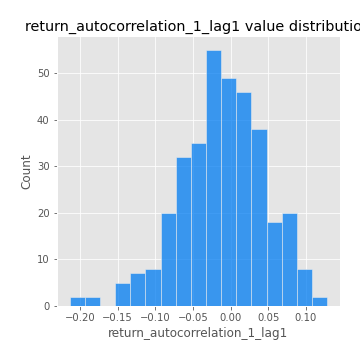 return_autocorrelation_1_lag1 value distributio
50
40
30
20
10
0
Count
−0.20 −0.15 −0.10 −0.05 0.00 0.05 0.10
return_autocorrelation_1_lag1